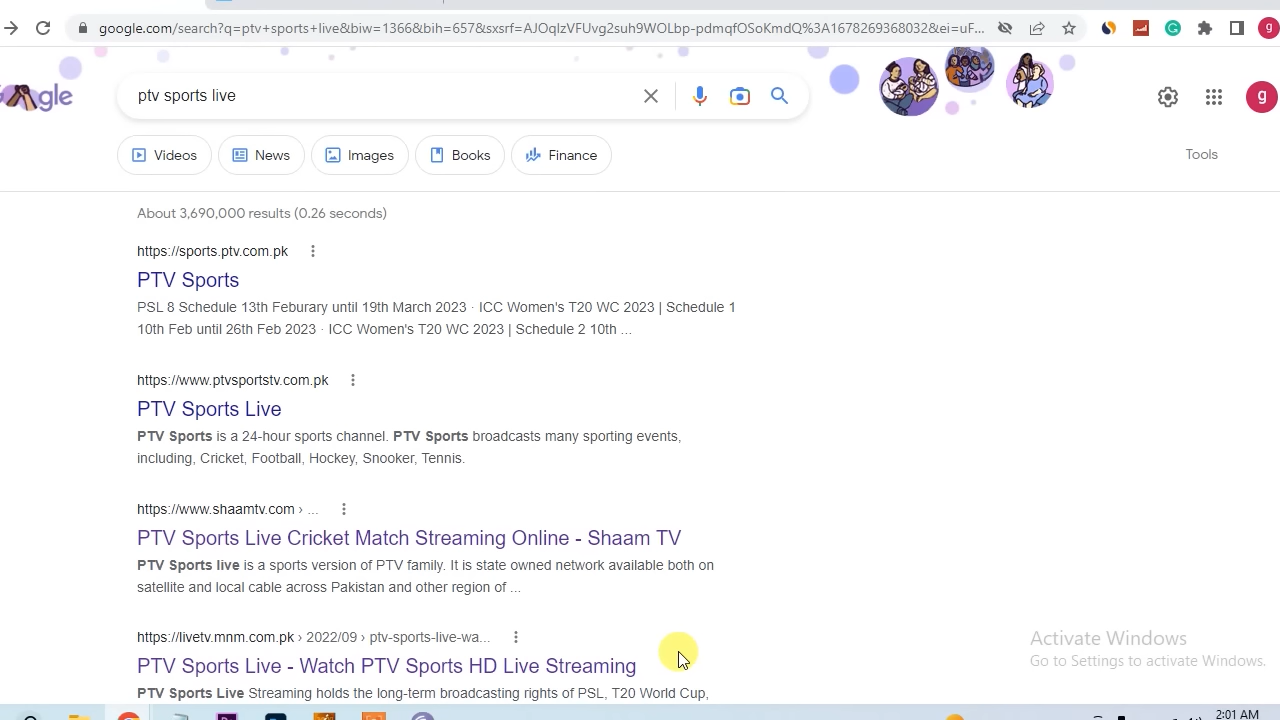 google.com/search?q=ptv+sports+live&biw=1366&bih=657&sxsrf=AJOqlzVFUvg2suh9WOLbp-pxmqfOSoKmdQ%3A1678269368032&ei=uF...
g
gle
ptv sports live
g
Videos
News
Images
Books
Finance
Tools
About 3,690,000 results (0.26 seconds)
https://sports.ptv.com.pk
PTV Sports
PSL 8 Schedule 13th Feburary until 19th March 2023 · ICC Women's T20 WC 2023 | Schedule 1
10th Feb until 26th Feb 2023 · ICC Women's T20 WC 2023 | Schedule 2 10th ...
https://www.ptvsportstv.com.pk
PTV Sports Live
PTV Sports is a 24-hour sports channel. PTV Sports broadcasts many sporting events,
including, Cricket, Football, Hockey, Snooker, Tennis.
https://www.shaamtv.com › ...
PTV Sports Live Cricket Match Streaming Online - Shaam TV
PTV Sports live is a sports version of PTV family. It is state owned network available both on
satellite and local cable across Pakistan and other region of ...
https://livetv.mnm.com.pk › 2022/09 › ptv-sports-live-wa...
PTV Sports Live - Watch PTV Sports HD Live Streaming
PTV Sports Live Streaming holds the long-term broadcasting rights of PSL, T20 World Cup,
Activate Windows
Go to Settings to activate Windows.
2:01 AM